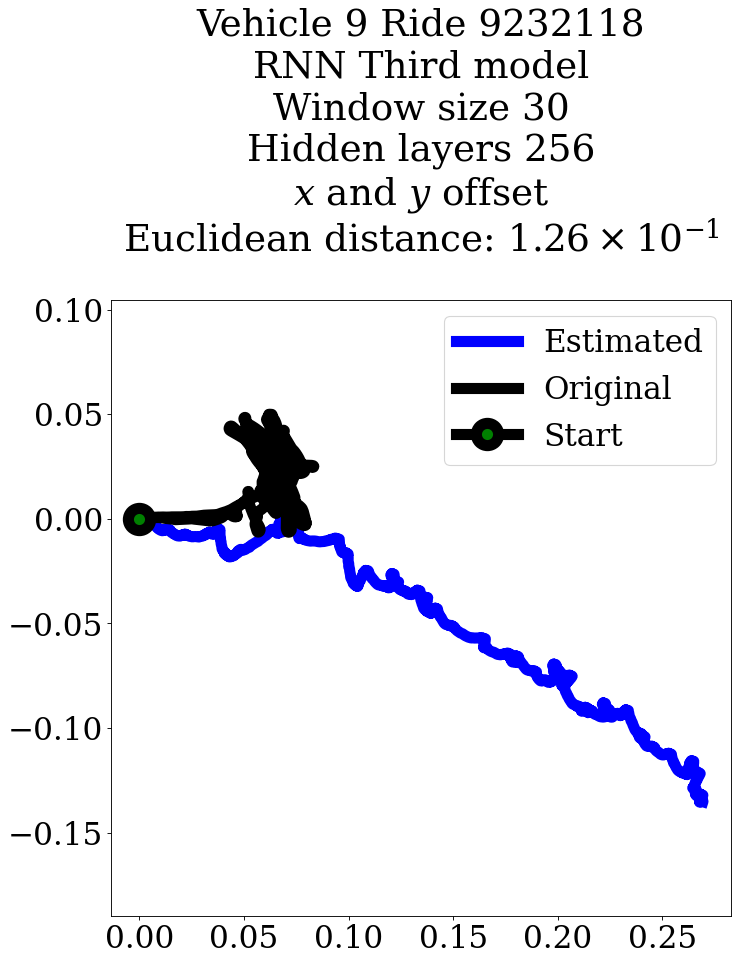 Vehicle 9 Ride 9232118
RNN Third model
Window size 30
Hidden layers 256
x and y offset
Euclidean distance: 1.26 × 10⁻¹
Estimated
Original
Start
0.10
0.05
0.00
−0.05
−0.10
−0.15
0.00 0.05 0.10 0.15 0.20 0.25